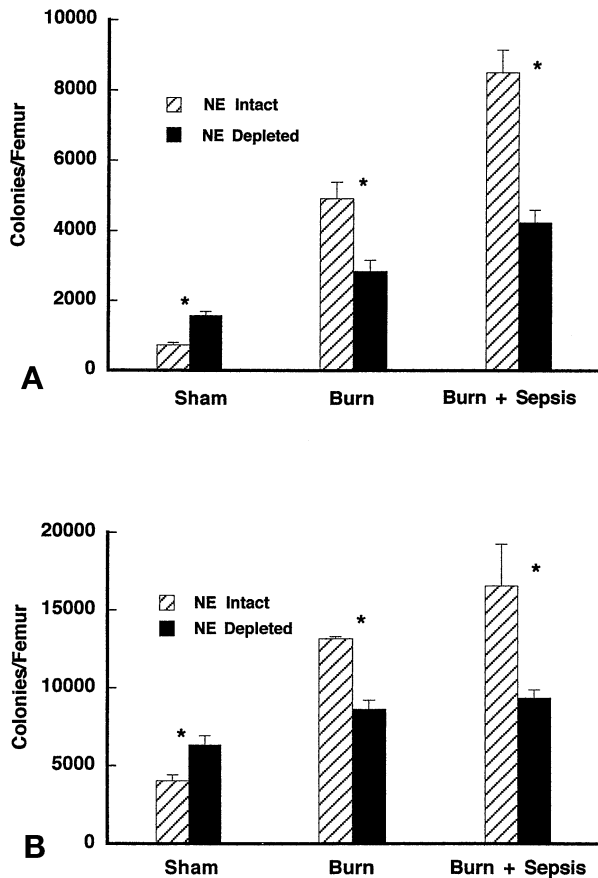 10000
8000
6000
4000
2000
0
Colonies/Femur
NE Intact
NE Depleted
*
*
*
A
Sham
Burn
Burn + Sepsis
20000
15000
10000
5000
0
Colonies/Femur
NE Intact
NE Depleted
*
*
*
B
Sham
Burn
Burn + Sepsis